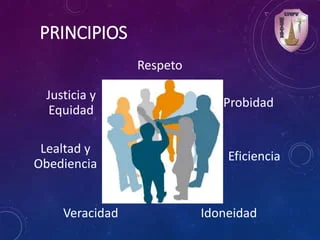 PRINCIPIOS
Respeto
Justicia y
Equidad
Probidad
Lealtad y
Obediencia
Eficiencia
Veracidad
Idoneidad